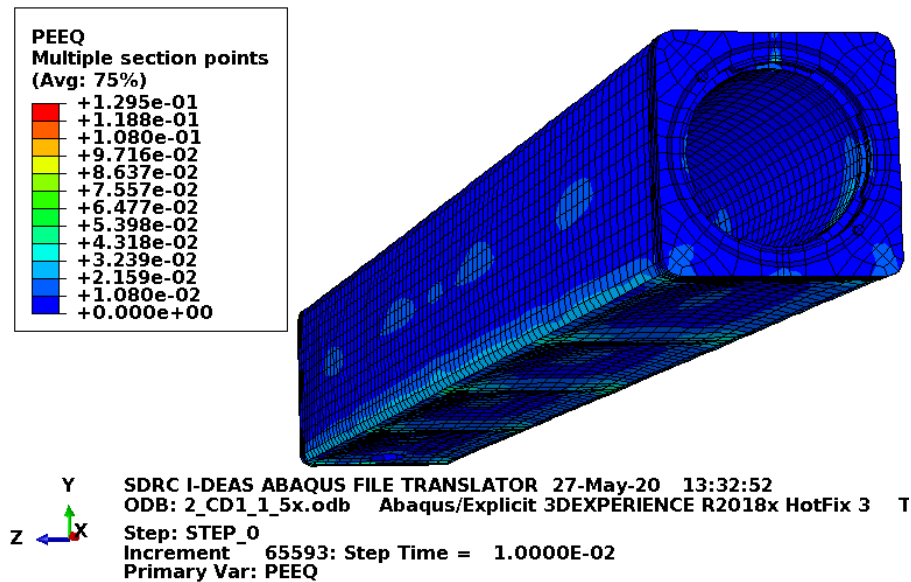 PEEQ
Multiple section points
(Avg: 75%)
+1.295e-01
+1.188e-01
+1.080e-01
+9.716e-02
+8.637e-02
+7.557e-02
+6.477e-02
+5.398e-02
+4.318e-02
+3.239e-02
+2.159e-02
+1.080e-02
+0.000e+00
Y
Z X
SDRC I-DEAS ABAQUS FILE TRANSLATOR 27-May-20 13:32:52
ODB: 2_CD1_1_5x.odb Abaqus/Explicit 3DEXPERIENCE R2018x HotFix 3 T
Step: STEP_0
Increment 65593: Step Time = 1.0000E-02
Primary Var: PEEQ